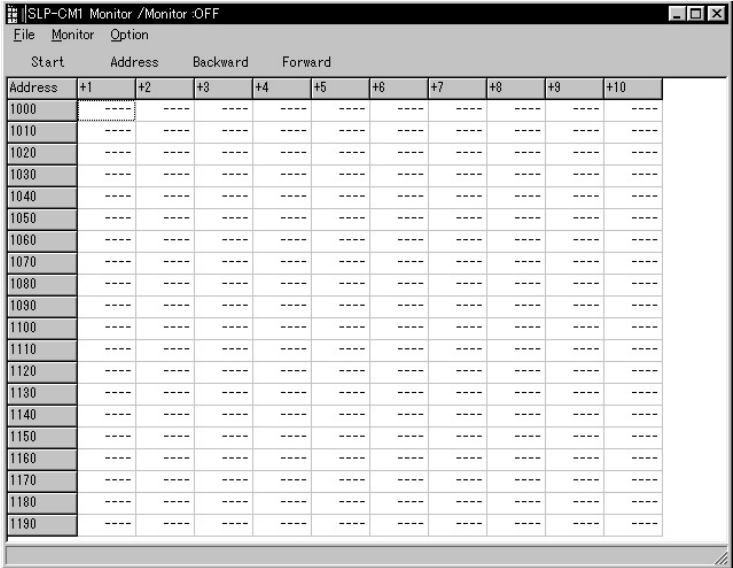 SLP-CM1 Monitor /Monitor :OFF
File Monitor Option
Start Address Backward Forward
Address +1 +2 +3 +4 +5 +6 +7 +8 +9 +10
1000 ---- ---- ---- ---- ---- ---- ---- ---- ---- ----
1010 ---- ---- ---- ---- ---- ---- ---- ---- ---- ----
1020 ---- ---- ---- ---- ---- ---- ---- ---- ---- ----
1030 ---- ---- ---- ---- ---- ---- ---- ---- ---- ----
1040 ---- ---- ---- ---- ---- ---- ---- ---- ---- ----
1050 ---- ---- ---- ---- ---- ---- ---- ---- ---- ----
1060 ---- ---- ---- ---- ---- ---- ---- ---- ---- ----
1070 ---- ---- ---- ---- ---- ---- ---- ---- ---- ----
1080 ---- ---- ---- ---- ---- ---- ---- ---- ---- ----
1090 ---- ---- ---- ---- ---- ---- ---- ---- ---- ----
1100 ---- ---- ---- ---- ---- ---- ---- ---- ---- ----
1110 ---- ---- ---- ---- ---- ---- ---- ---- ---- ----
1120 ---- ---- ---- ---- ---- ---- ---- ---- ---- ----
1130 ---- ---- ---- ---- ---- ---- ---- ---- ---- ----
1140 ---- ---- ---- ---- ---- ---- ---- ---- ---- ----
1150 ---- ---- ---- ---- ---- ---- ---- ---- ---- ----
1160 ---- ---- ---- ---- ---- ---- ---- ---- ---- ----
1170 ---- ---- ---- ---- ---- ---- ---- ---- ---- ----
1180 ---- ---- ---- ---- ---- ---- ---- ---- ---- ----
1190 ---- ---- ---- ---- ---- ---- ---- ---- ---- ----